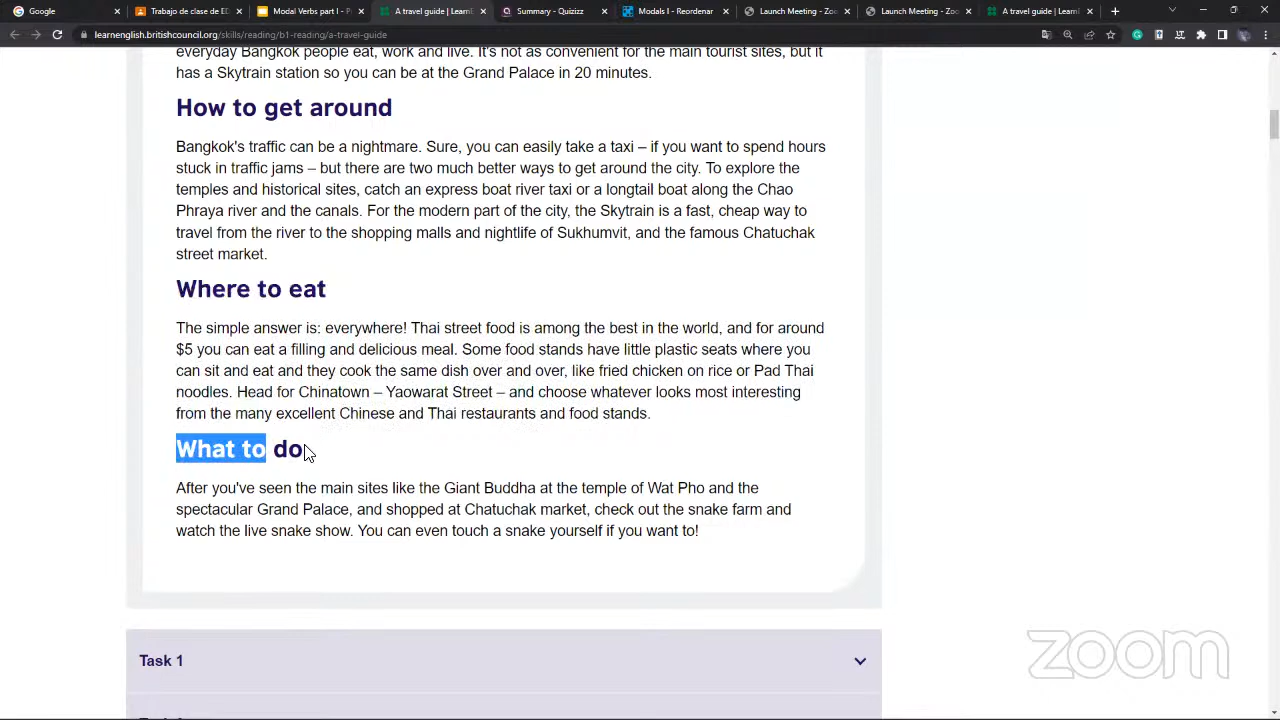 Google
Trabajo de clase de ED
Modal Verbs part I - P
A travel guide | Learn
Summary - Quizizz
Modals I - Reordenar
Launch Meeting -
Launch Meeting - Zo
A travel guide | Learn
learnenglish.britishcouncil.org/skills/reading/b1-reading/a-travel-guide
everyday Bangkok people eat, work and live. It's not as convenient for the main tourist sites, but it
has a Skytrain station so you can be at the Grand Palace in 20 minutes.
How to get around
Bangkok's traffic can be a nightmare. Sure, you can easily take a taxi – if you want to spend hours
stuck in traffic jams – but there are two much better ways to get around the city. To explore the
temples and historical sites, catch an express boat river taxi or a longtail boat along the Chao
Phraya river and the canals. For the modern part of the city, the Skytrain is a fast, cheap way to
travel from the river to the shopping malls and nightlife of Sukhumvit, and the famous Chatuchak
street market.
Where to eat
The simple answer is: everywhere! Thai street food is among the best in the world, and for around
$5 you can eat a filling and delicious meal. Some food stands have little plastic seats where you
can sit and eat and they cook the same dish over and over, like fried chicken on rice or Pad Thai
noodles. Head for Chinatown – Yaowarat Street – and choose whatever looks most interesting
from the many excellent Chinese and Thai restaurants and food stands.
What to do
After you've seen the main sites like the Giant Buddha at the temple of Wat Pho and the
spectacular Grand Palace, and shopped at Chatuchak market, check out the snake farm and
watch the live snake show. You can even touch a snake yourself if you want to!
Task 1
zoom